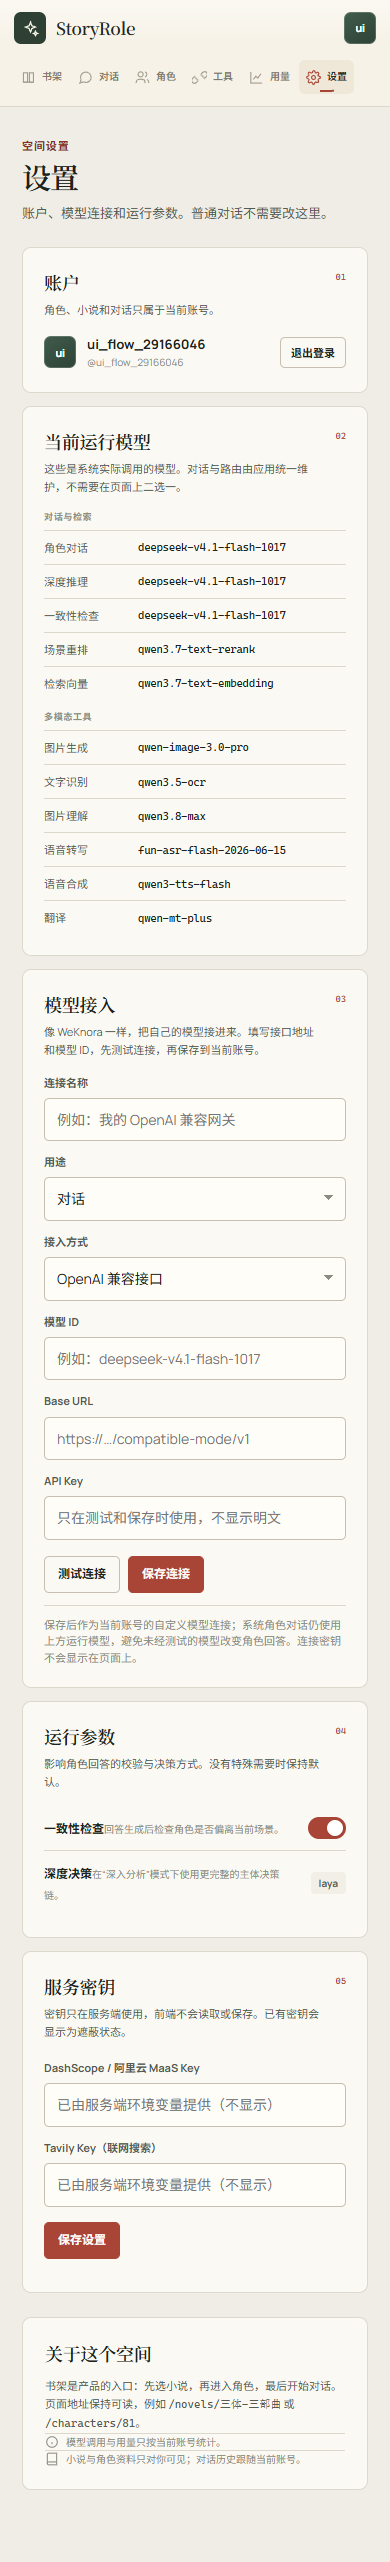 StoryRole
ui
书架 对话 角色 工具 用量 设置
空间设置
设置
账户、模型连接和运行参数。普通对话不需要改这里。
账户
01
角色、小说和对话只属于当前账号。
ui
ui_flow_29166046
@ui_flow_29166046
退出登录
当前运行模型
02
这些是系统实际调用的模型。对话与路由由应用统一维
护，不需要在页面上二选一。
对话与检索
角色对话 deepseek-v4.1-flash-1017
深度推理 deepseek-v4.1-flash-1017
一致性检查 deepseek-v4.1-flash-1017
场景重排 qwen3.7-text-rerank
检索向量 qwen3.7-text-embedding
多模态工具
图片生成 qwen-image-3.0-pro
文字识别 qwen3.5-ocr
图片理解 qwen3.8-max
语音转写 fun-asr-flash-2026-06-15
语音合成 qwen3-tts-flash
翻译 qwen-mt-plus
模型接入
03
像 WeKnora 一样，把自己的模型接进来。填写接口地址
和模型 ID，先测试连接，再保存到当前账号。
连接名称
例如：我的 OpenAI 兼容网关
用途
对话
接入方式
OpenAI 兼容接口
模型 ID
例如：deepseek-v4.1-flash-1017
Base URL
https://.../compatible-mode/v1
API Key
只在测试和保存时使用，不显示明文
测试连接 保存连接
保存后作为当前账号的自定义模型连接；系统角色对话仍使用
上方运行模型，避免未经测试的模型改变角色回答。连接密钥
不会显示在页面上。
运行参数
04
影响角色回答的校验与决策方式。没有特殊需要时保持默
认。
一致性检查回答生成后检查角色是否偏离当前场景。
深度决策在“深入分析”模式下使用更完整的主体决策
链。
laya
服务密钥
05
密钥只在服务端使用，前端不会读取或保存。已有密钥会
显示为遮蔽状态。
DashScope / 阿里云 MaaS Key
已由服务端环境变量提供（不显示）
Tavily Key（联网搜索）
已由服务端环境变量提供（不显示）
保存设置
关于这个空间
书架是产品的入口：先选小说，再进入角色，最后开始对话。
页面地址保持可读，例如 /novels/三体-三部曲 或
/characters/81。
模型调用与用量只按当前账号统计。
小说与角色资料只对你可见；对话历史跟随当前账号。